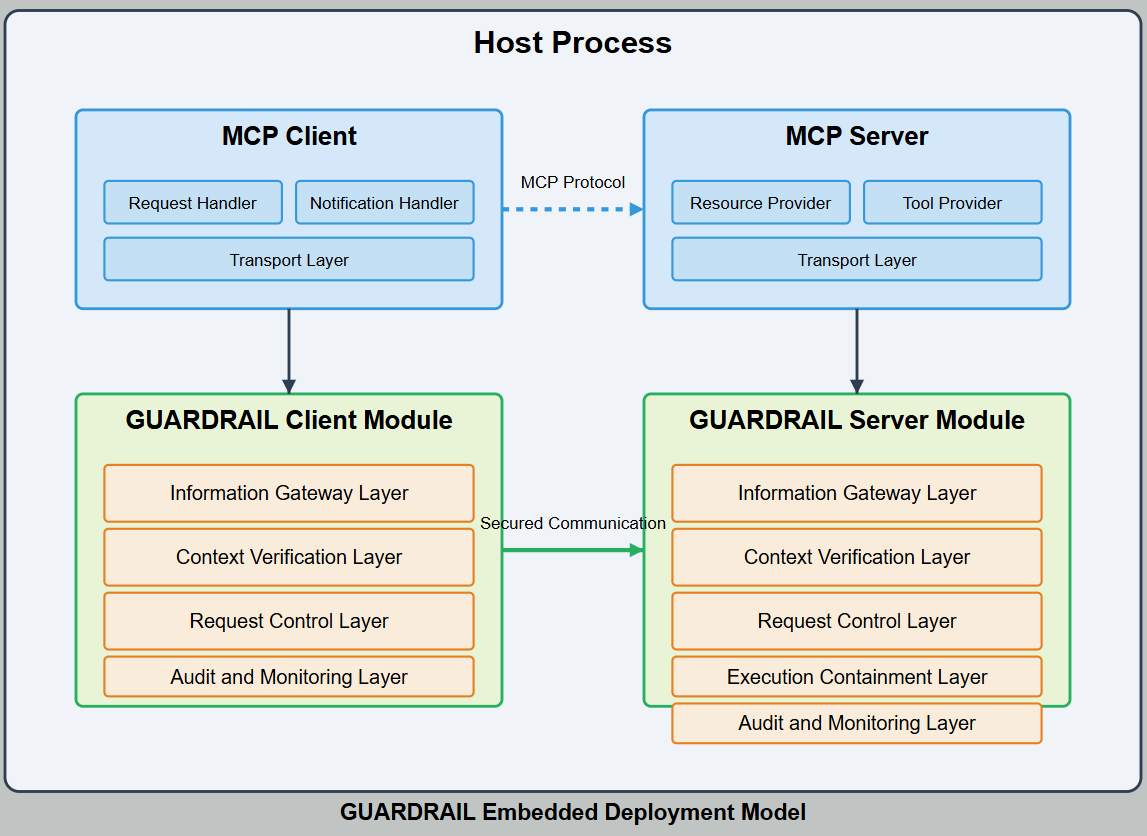 Host Process
MCP Client
Request Handler
Notification Handler
Transport Layer
MCP Protocol
MCP Server
Resource Provider
Tool Provider
Transport Layer
GUARDRAIL Client Module
Information Gateway Layer
Context Verification Layer
Request Control Layer
Audit and Monitoring Layer
Secured Communication
GUARDRAIL Server Module
Information Gateway Layer
Context Verification Layer
Request Control Layer
Execution Containment Layer
Audit and Monitoring Layer
GUARDRAIL Embedded Deployment Model